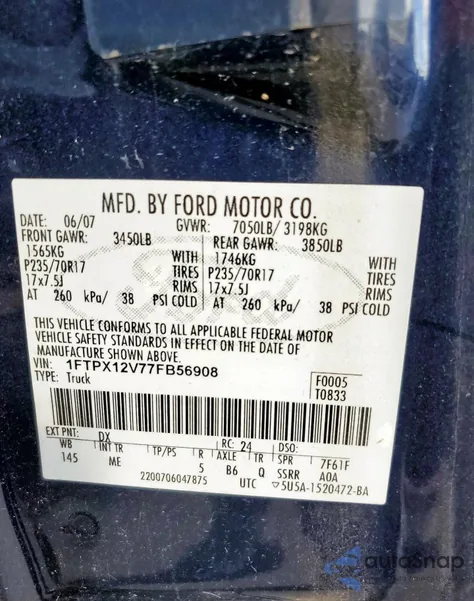 MFD. BY FORD MOTOR CO.
DATE: 06/07 GVWR: 7050LB/ 3198KG
FRONT GAWR: 3450LB REAR GAWR: 3850LB
1565KG WITH 1746KG WITH
P235/70R17 TIRES P235/70R17 TIRES
17x7.5J RIMS 17x7.5J RIMS
AT 260 kPa/ 38 PSI COLD AT 260 kPa/ 38 PSI COLD
Ford
THIS VEHICLE CONFORMS TO ALL APPLICABLE FEDERAL MOTOR
VEHICLE SAFETY STANDARDS IN EFFECT ON THE DATE OF
MANUFACTURE SHOWN ABOVE.
VIN: 1FTPX12V77FB56908 F0005
TYPE: Truck T0833
EXT PNT: DX RC: 24 DSO:
WB INT TR TP/PS R AXLE TR SPR 7F61F
145 ME 5 B6 Q SSRR A0A
2200706047875 UTC ▽5U5A-1520472-BA
autoSnap